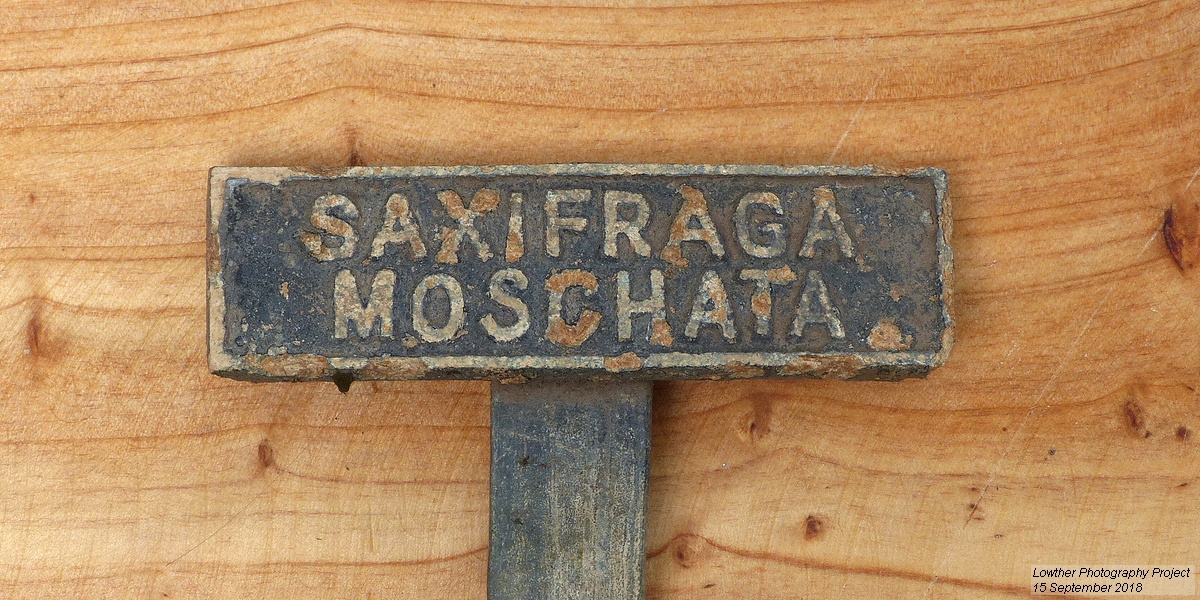 SAXIFRAGA
MOSCHATA
Lowther Photography Project
15 September 2018